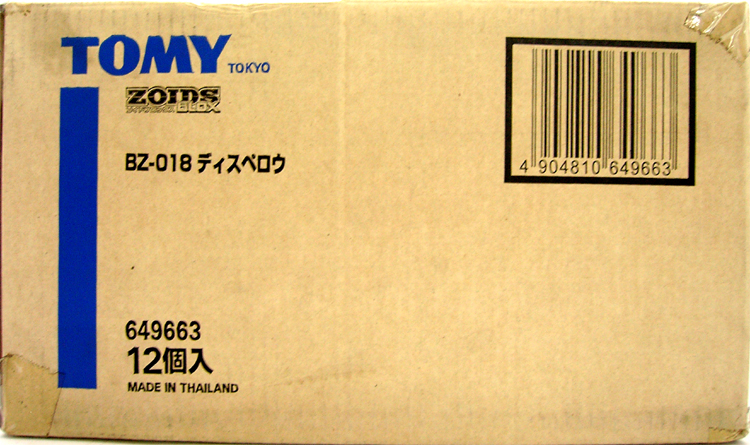 TOMY TOKYO
ZOIDS
BLOX
BZ-018 ディスペロウ
4 904810 649663
649663
12個入
MADE IN THAILAND